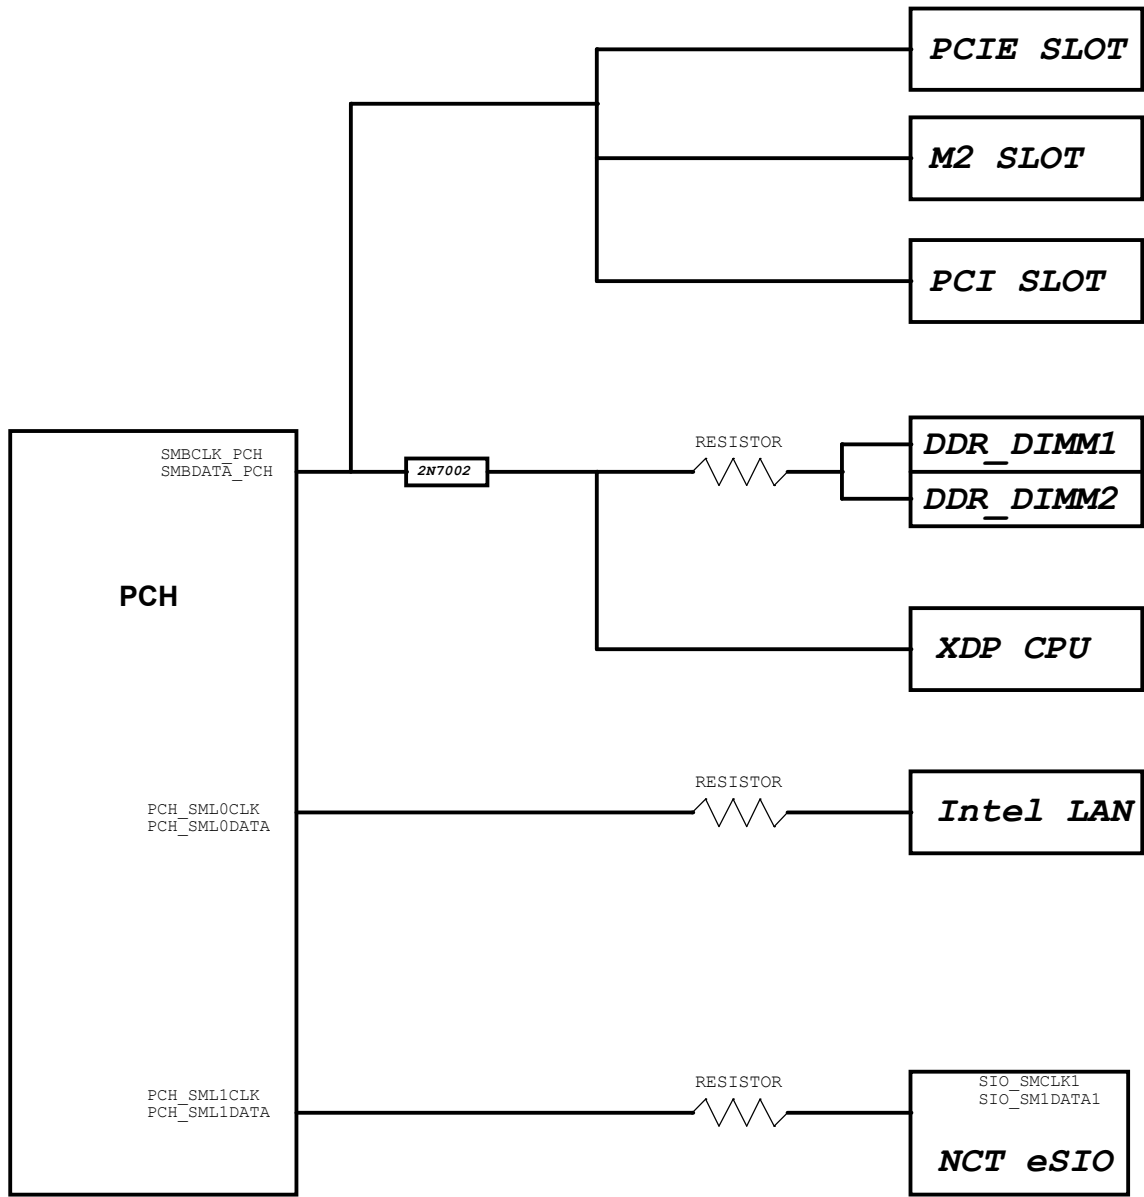 PCIE SLOT
M2 SLOT
PCI SLOT
SMBCLK_PCH
SMBDATA_PCH
2N7002
RESISTOR
DDR_DIMM1
DDR_DIMM2
PCH
XDP CPU
PCH_SML0CLK
PCH_SML0DATA
RESISTOR
Intel LAN
PCH_SML1CLK
PCH_SML1DATA
RESISTOR
SIO_SMCLK1
SIO_SM1DATA1
NCT eSIO